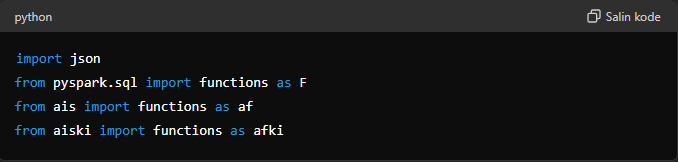 python
Salin kode
import json
from pyspark.sql import functions as F
from ais import functions as af
from aiski import functions as afki